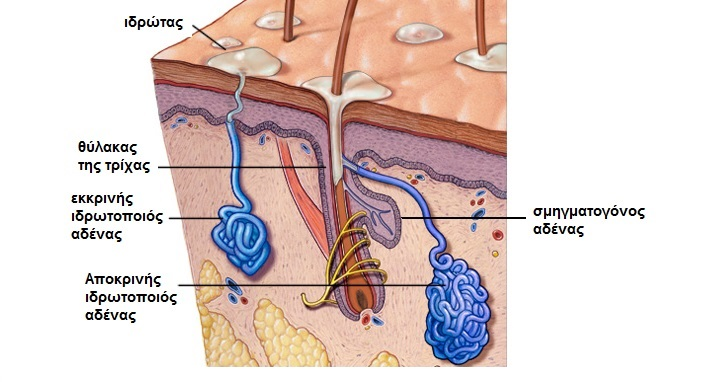 ιδρώτας
θύλακας
της τρίχας
εκκρινής
ιδρωτοποιός
αδένας
σμηγματογόνος
αδένας
Αποκρινής
ιδρωτοποιός
αδένας